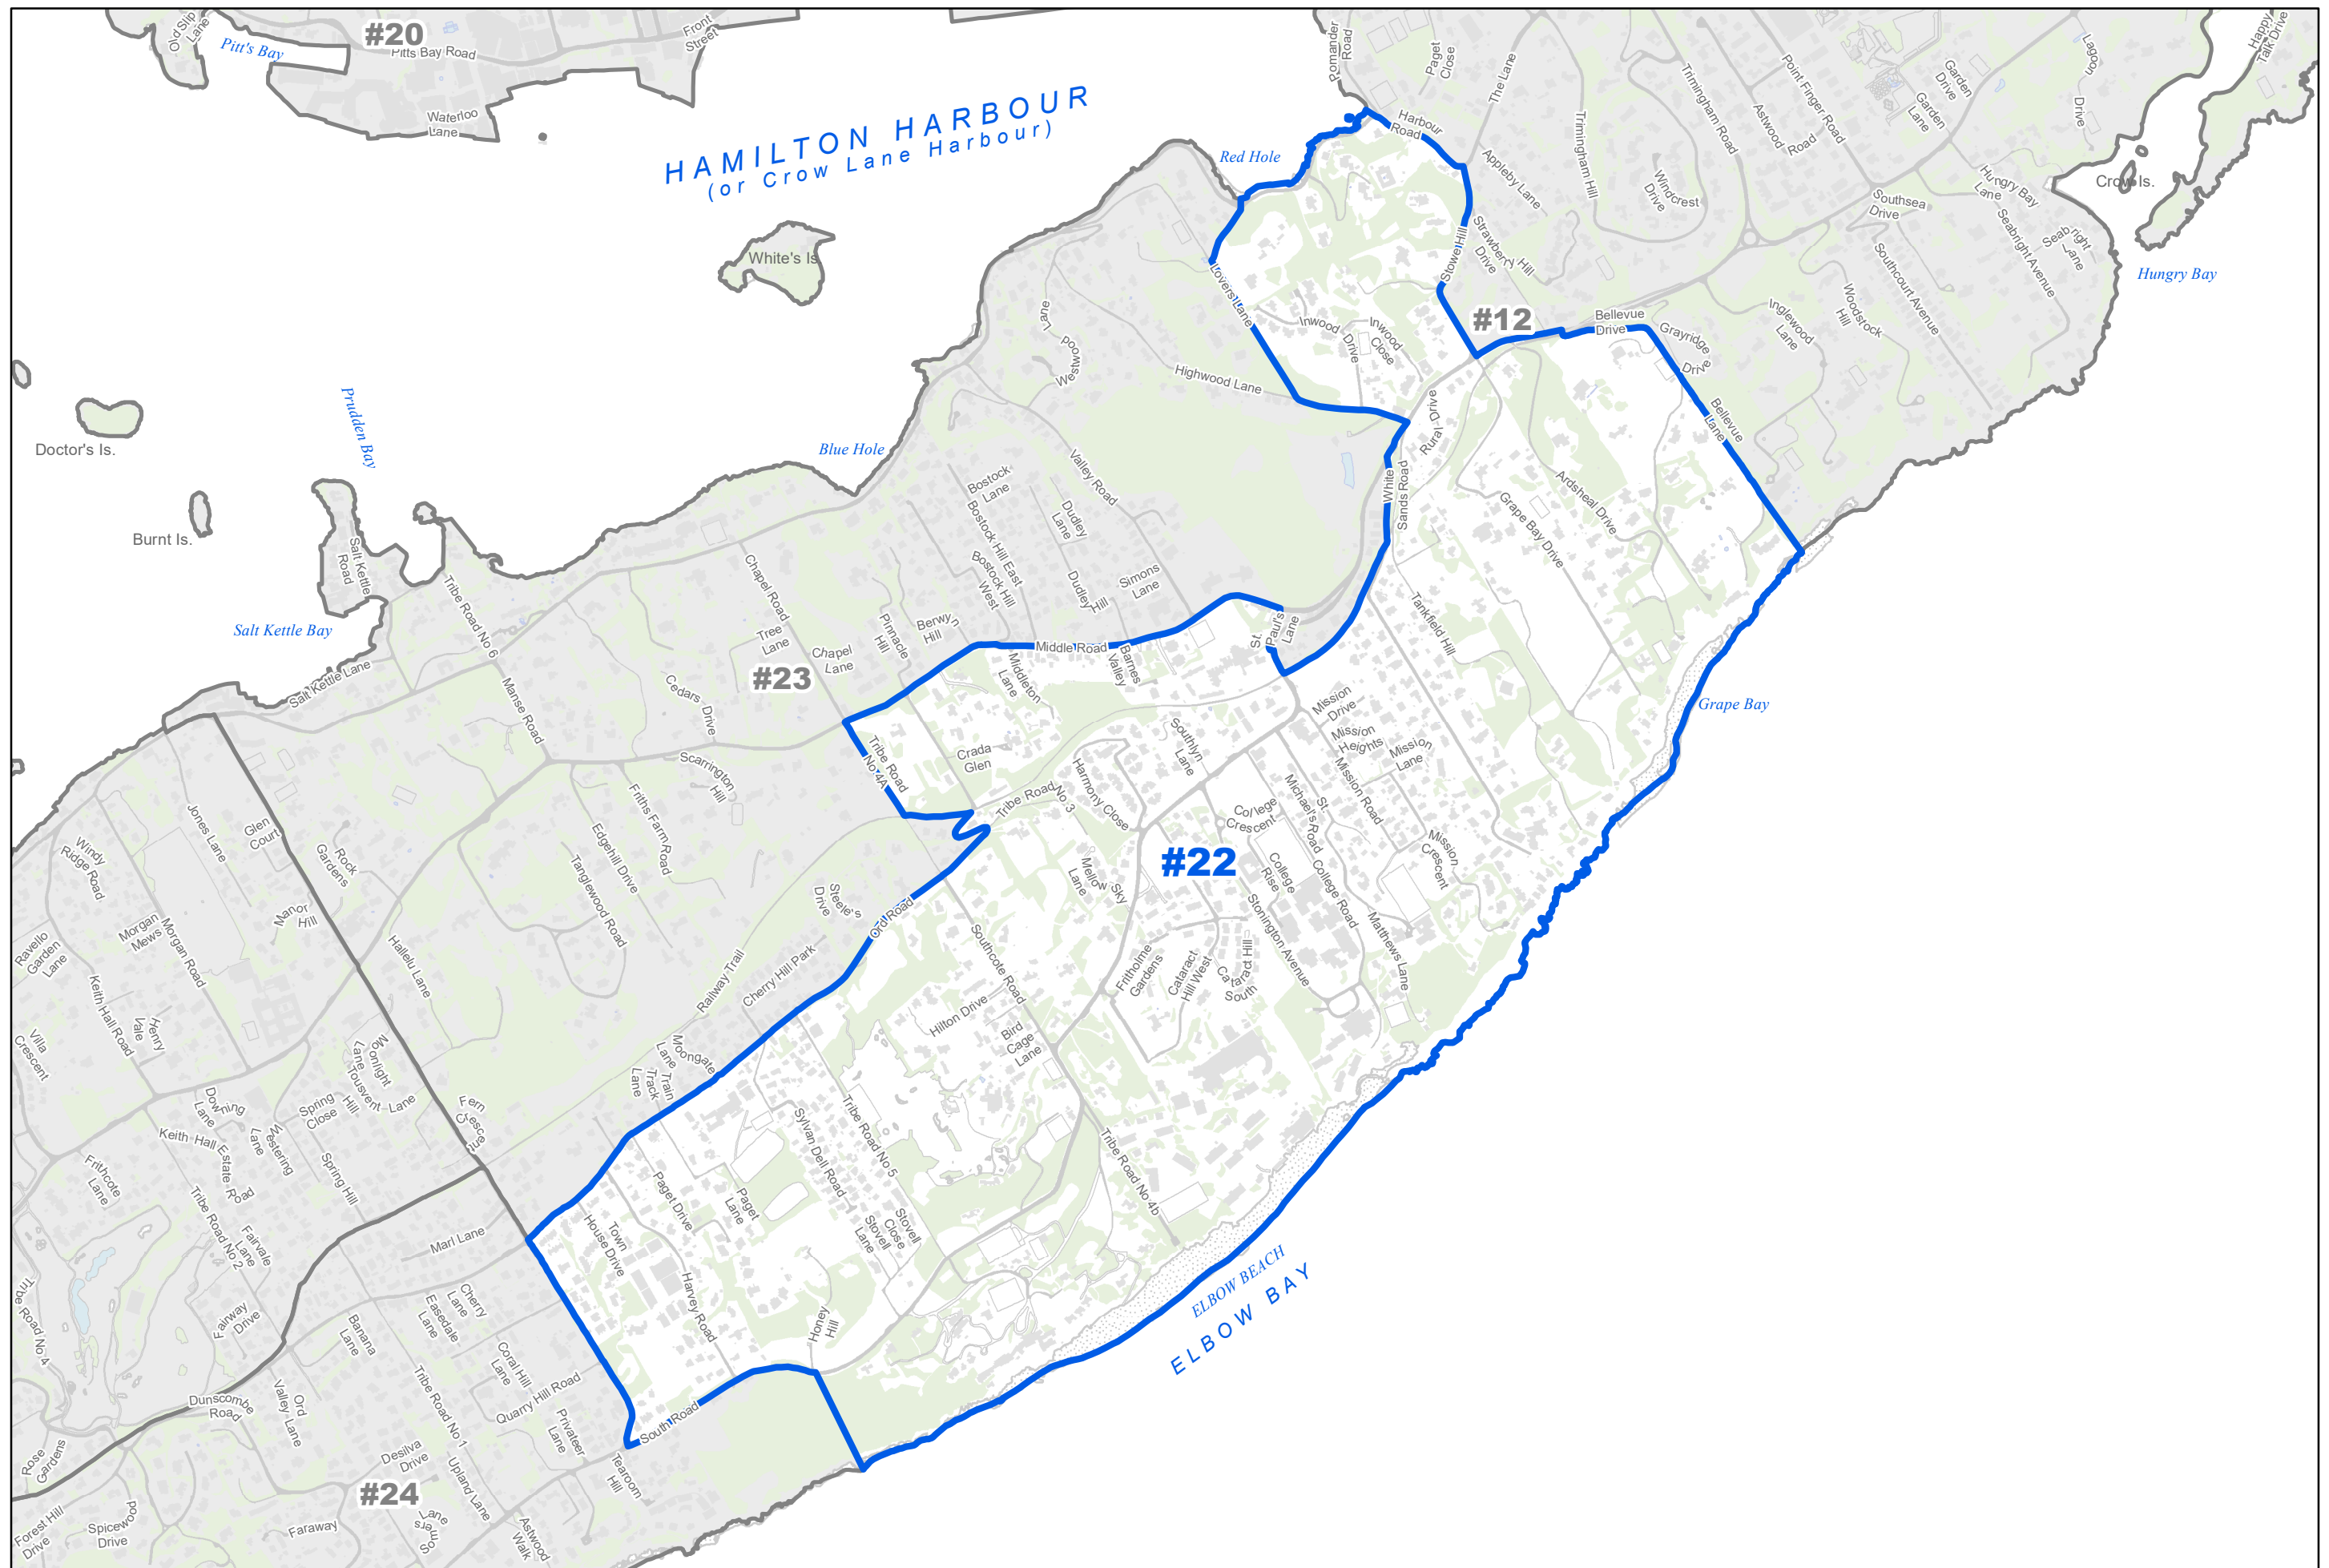 Old Slip
Lane
Pitt's Bay
#20
Pitts Bay Road
Front
Street
Waterloo
Lane
HAMILTON HARBOUR
(or Crow Lane Harbour)
White's Is.
Doctor's Is.
Burnt Is.
Pruden Bay
Blue Hole
Red Hole
Salt Kettle Bay
Salt Kettle
Road
Salt Kettle Lane
Pomander
Road
Paget
Close
The Lane
Harbour
Road
Appleby Lane
Trimingham Hill
Trimingham Road
Windcrest
Drive
Point Finger Road
Astwood
Road
Garden
Drive
Garden
Lane
Lagoon
Drive
Happy
Talk Drive
Crow Is.
Hungry Bay
Lane
Hungry Bay
Southsea
Drive
Seabright
Lane
Seabright Avenue
Southcourt Avenue
Woodstock
Hill
Inglewood
Lane
Strawberry Hill
Drive
Stowe Hill
#12
Bellevue
Drive
Grayridge
Drive
Bellevue
Lane
Lovers Lane
Inwood
Drive
Inwood
Close
Highwood Lane
Westwood
Lane
Rural Drive
White
Sands Road
Ardsheal Drive
Grape Bay Drive
Tankfield Hill
Grape Bay
Valley Road
Bostock
Lane
Bostock Hill East
Bostock Hill
West
Dudley
Lane
Dudley
Hill
Simons
Lane
Chapel Road
Tree
Lane
Chapel
Lane
Pinnacle
Hill
Berwyn
Hill
Middle Road
Middleton
Lane
Barnes
Valley
St.
Paul's
Lane
#23
Cedars Drive
Tribe Road No 6
Manse Road
Scarrington
Hill
Friths Farm Road
Edgehill Drive
Tanglewood Road
Tribe Road
No 4A
Crada
Glen
Tribe Road
No 3
Harmony Close
Southlyn
Lane
Mission
Drive
Mission
Heights
Mission
Lane
Mission Road
Mission
Crescent
St.
Michael's Road
College
Crescent
College
Rise
College Road
#22
Mellow
Lane
Sky
Stonington Avenue
Matthews Lane
Frithholme
Gardens
Cataract
Hill West
Cataract Hill
South
Steele's
Drive
Ord Road
Cherry Hill Park
Railway Trail
Southcote Road
Hilton Drive
Bird
Cage
Lane
Moongate
Lane
Train
Track
Lane
Tribe Road No 5
Sylvan Dell Road
Tribe Road No 4b
Stovell
Close
Stovell
Lane
Paget Drive
Paget
Lane
Town
House Drive
Harvey Road
Honey
Hill
South Road
Tearoom
Hill
ELBOW BEACH
ELBOW BAY
Jones Lane
Glen
Court
Rock
Gardens
Manor
Hill
Windy
Ridge Road
Morgan
Mews
Morgan Road
Ravello
Garden
Lane
Keith Hall Road
Henry
Vale
Villa
Crescent
Hallelu Lane
Moonlight
Lane
Tousvent Lane
Hill
Spring
Close
Spring Hill
Downing
Lane
Westering
Lane
Keith Hall Estate
Road
Frithcote
Lane
Tribe Road No 2
Fairvale
Lane
Fairway
Drive
Fern
Crescent
Marl Lane
Cherry
Lane
Easedale
Lane
Banana
Lane
Coral Hill
Lane
Quarry Hill Road
Privateer
Lane
Tribe Road No 1
Upland Lane
Astwood
Walk
Tribe Road No 4
Dunscombe
Road
Ord
Valley Lane
Desilva
Drive
#24
Somers
Lane
Faraway
Spicewood
Drive
Rose
Gardens
Forest Hill
Drive